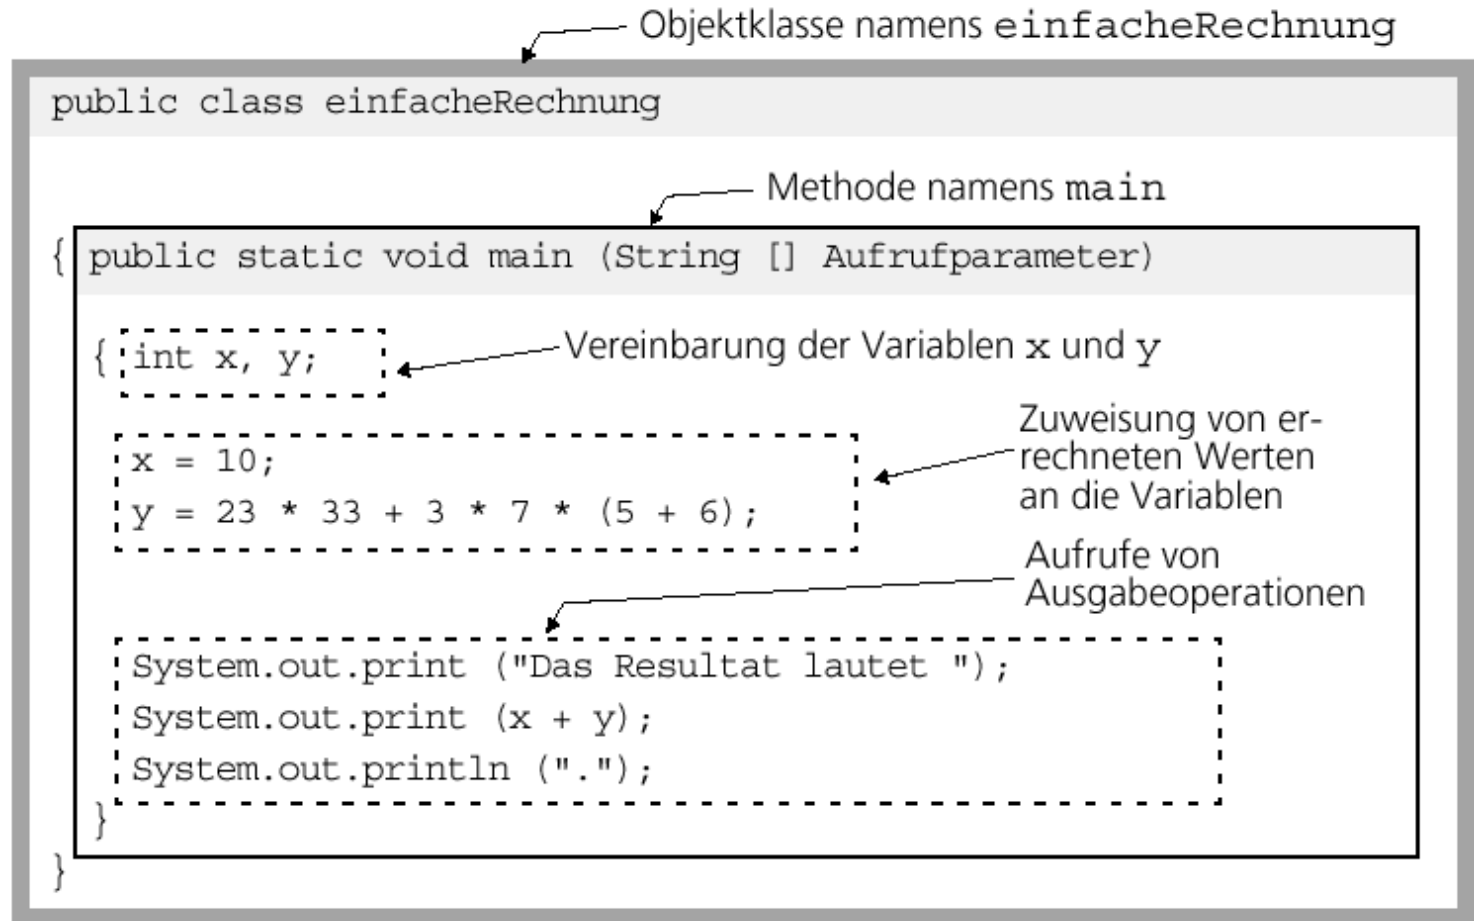 Objektklasse namens einfacheRechnung
public class einfacheRechnung
Methode namens main
{ public static void main (String [] Aufrufparameter)
{ int x, y;
Vereinbarung der Variablen x und y
Zuweisung von er-
rechneten Werten
an die Variablen
x = 10;
y = 23 * 33 + 3 * 7 * (5 + 6);
Aufrufe von
Ausgabeoperationen
System.out.print ("Das Resultat lautet ");
System.out.print (x + y);
System.out.println (".");
}
}